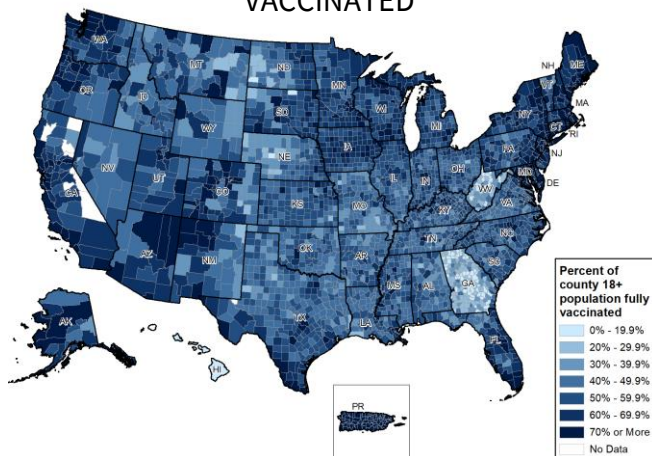 VACCINATED
WA
MT
ND
MN
OR
ID
WY
SD
WI
MI
NH
ME
VT
NY
MA
CT
RI
NV
UT
CO
NE
IA
IL
IN
OH
PA
NJ
MD
DE
WV
VA
CA
AZ
NM
KS
MO
KY
TN
NC
SC
OK
AR
TX
LA
MS
AL
GA
FL
AK
HI
PR
Percent of
county 18+
population fully
vaccinated
0% - 19.9%
20% - 29.9%
30% - 39.9%
40% - 49.9%
50% - 59.9%
60% - 69.9%
70% or More
No Data